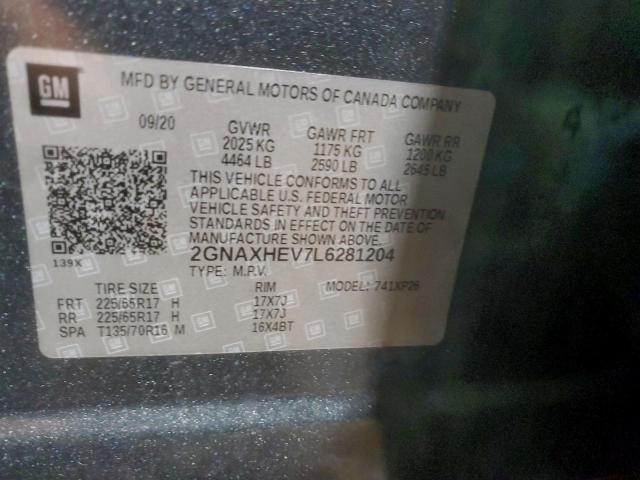 GM
MFD BY GENERAL MOTORS OF CANADA COMPANY
09/20 GVWR GAWR FRT GAWR RR
2025 KG 1175 KG 1200 KG
4464 LB 2590 LB 2645 LB
THIS VEHICLE CONFORMS TO ALL
APPLICABLE U.S. FEDERAL MOTOR
VEHICLE SAFETY AND THEFT PREVENTION
STANDARDS IN EFFECT ON THE DATE OF
MANUFACTURE SHOWN ABOVE.
139X 2GNAXHEV7L6281204
TYPE: M.P.V. MODEL: 741XP26
TIRE SIZE RIM
FRT 225/65R17 H 17X7J
RR 225/65R17 H 17X7J
SPA T135/70R16 M 16X4BT